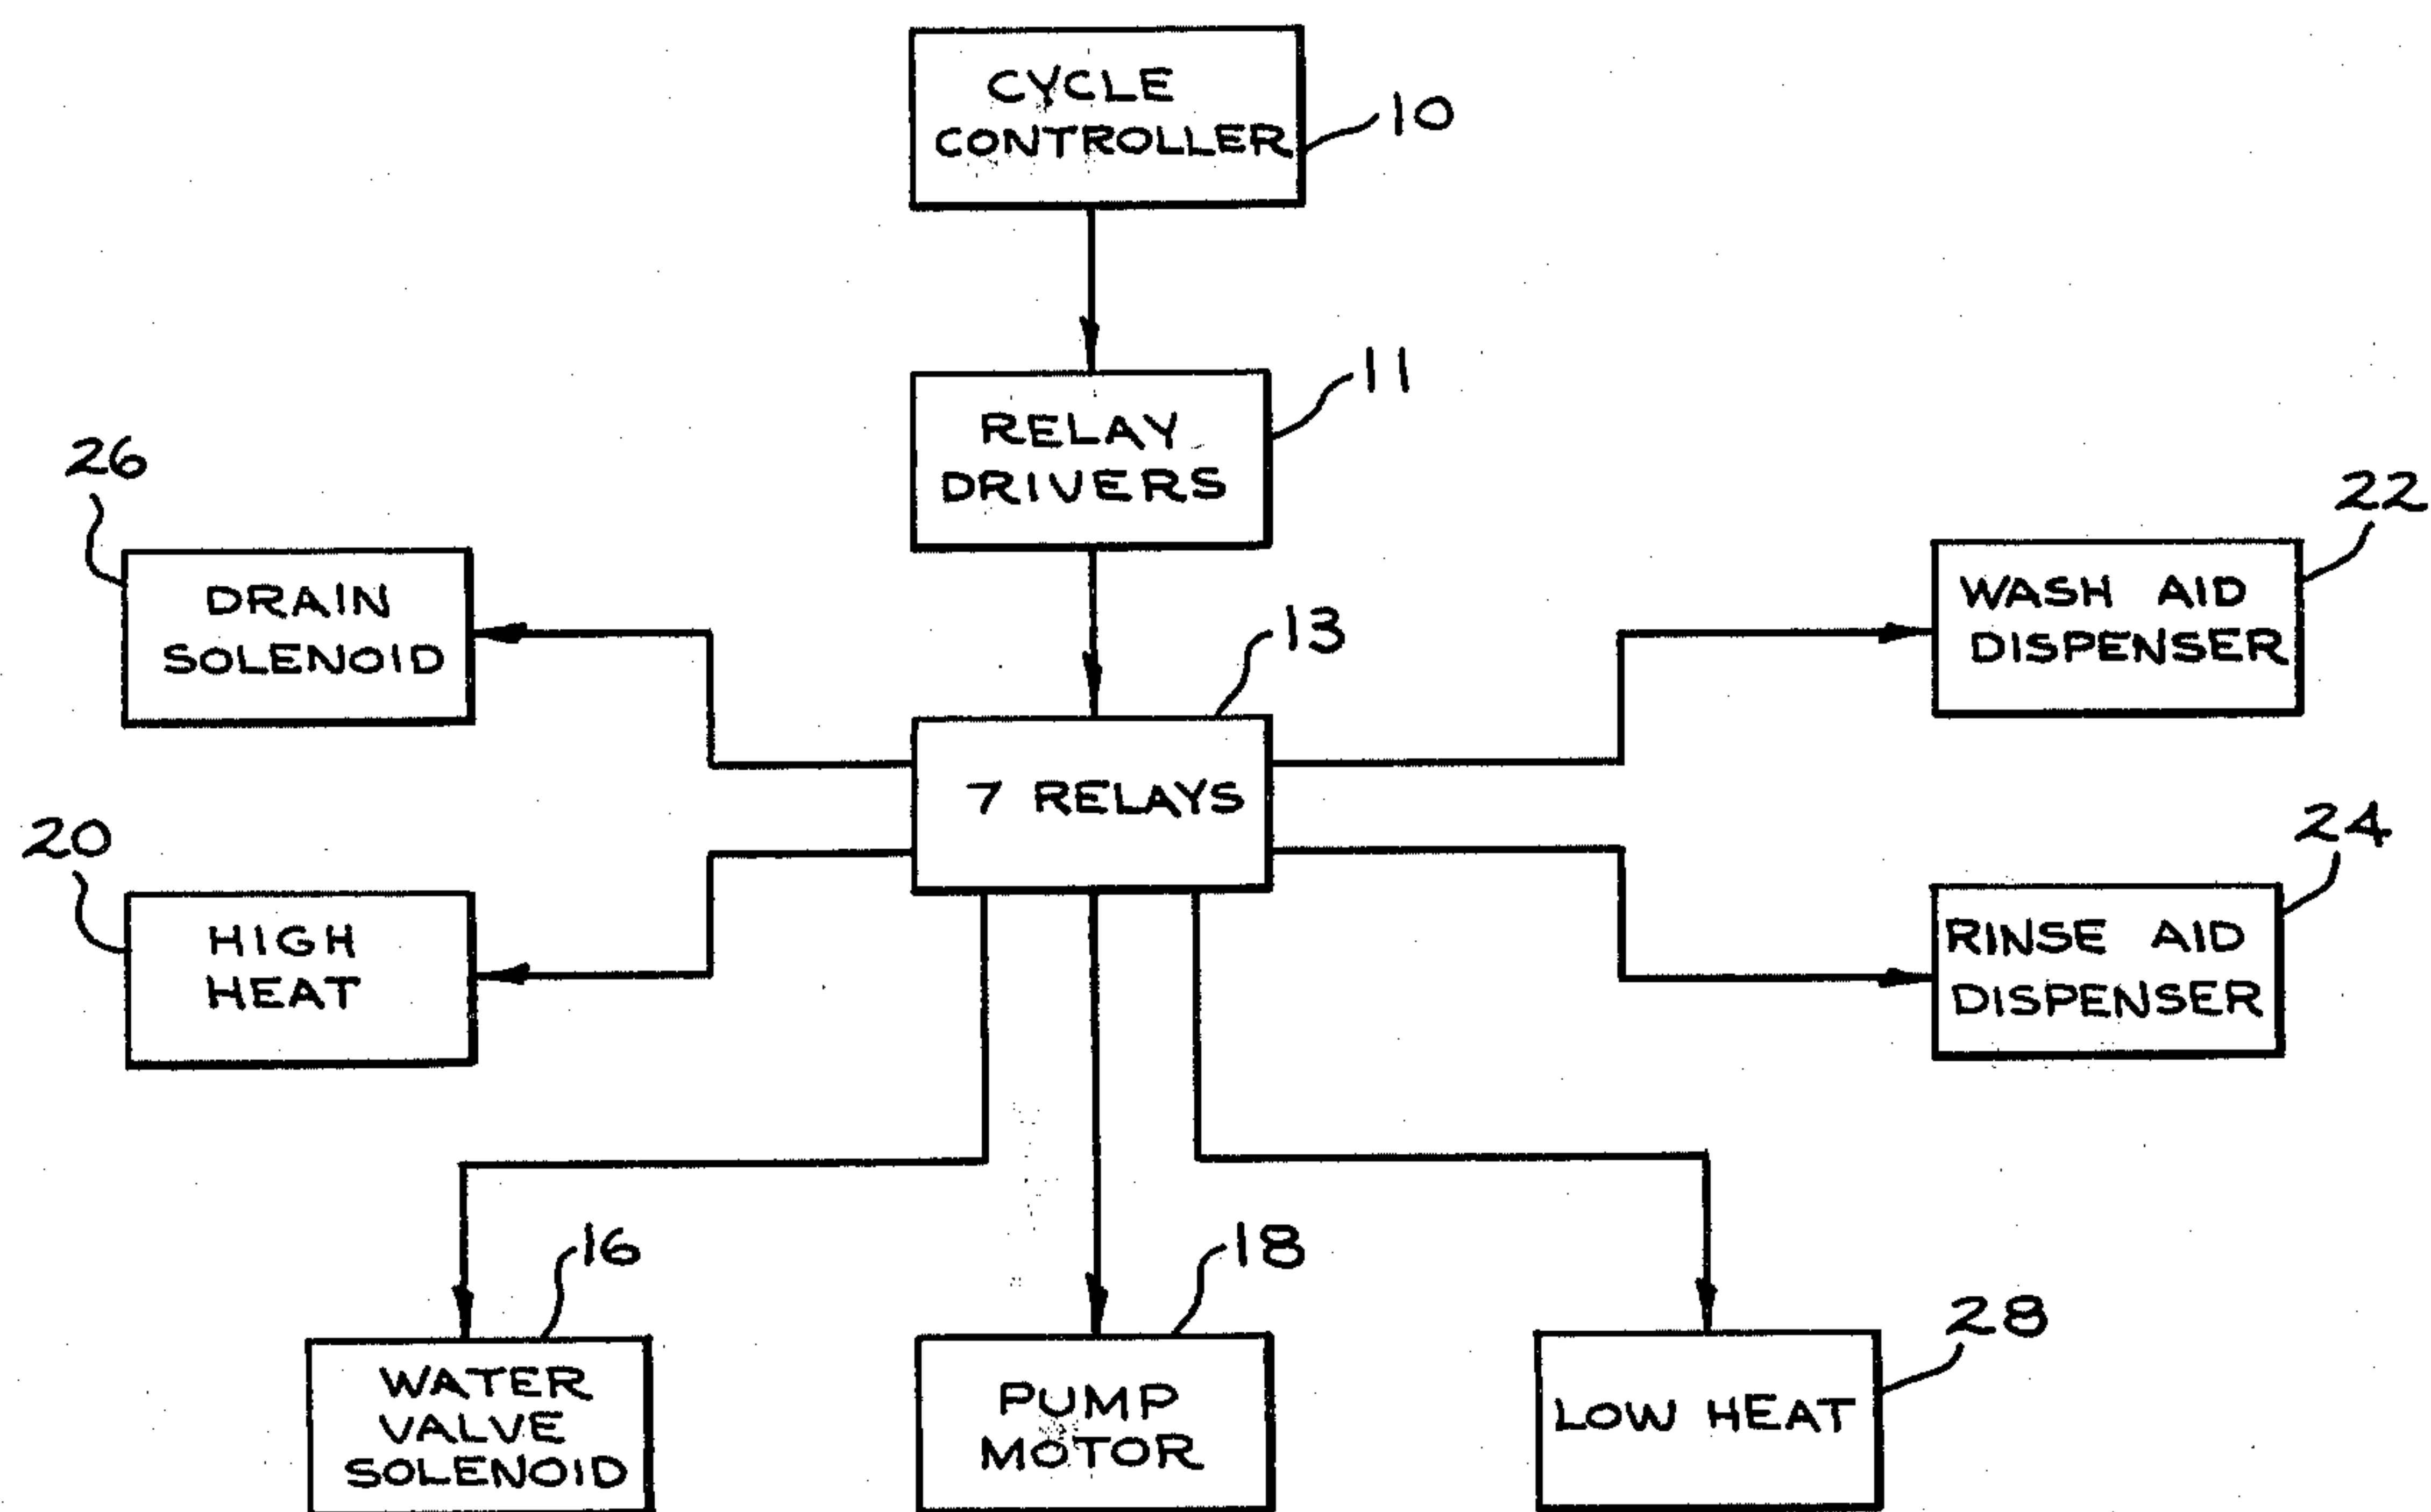 CYCLE
CONTROLLER
10
RELAY
DRIVERS
11
26
DRAIN
SOLENOID
22
WASH AID
DISPENSER
13
7 RELAYS
20
HIGH
HEAT
24
RINSE AID
DISPENSER
16
WATER
VALVE
SOLENOID
18
PUMP
MOTOR
28
LOW HEAT